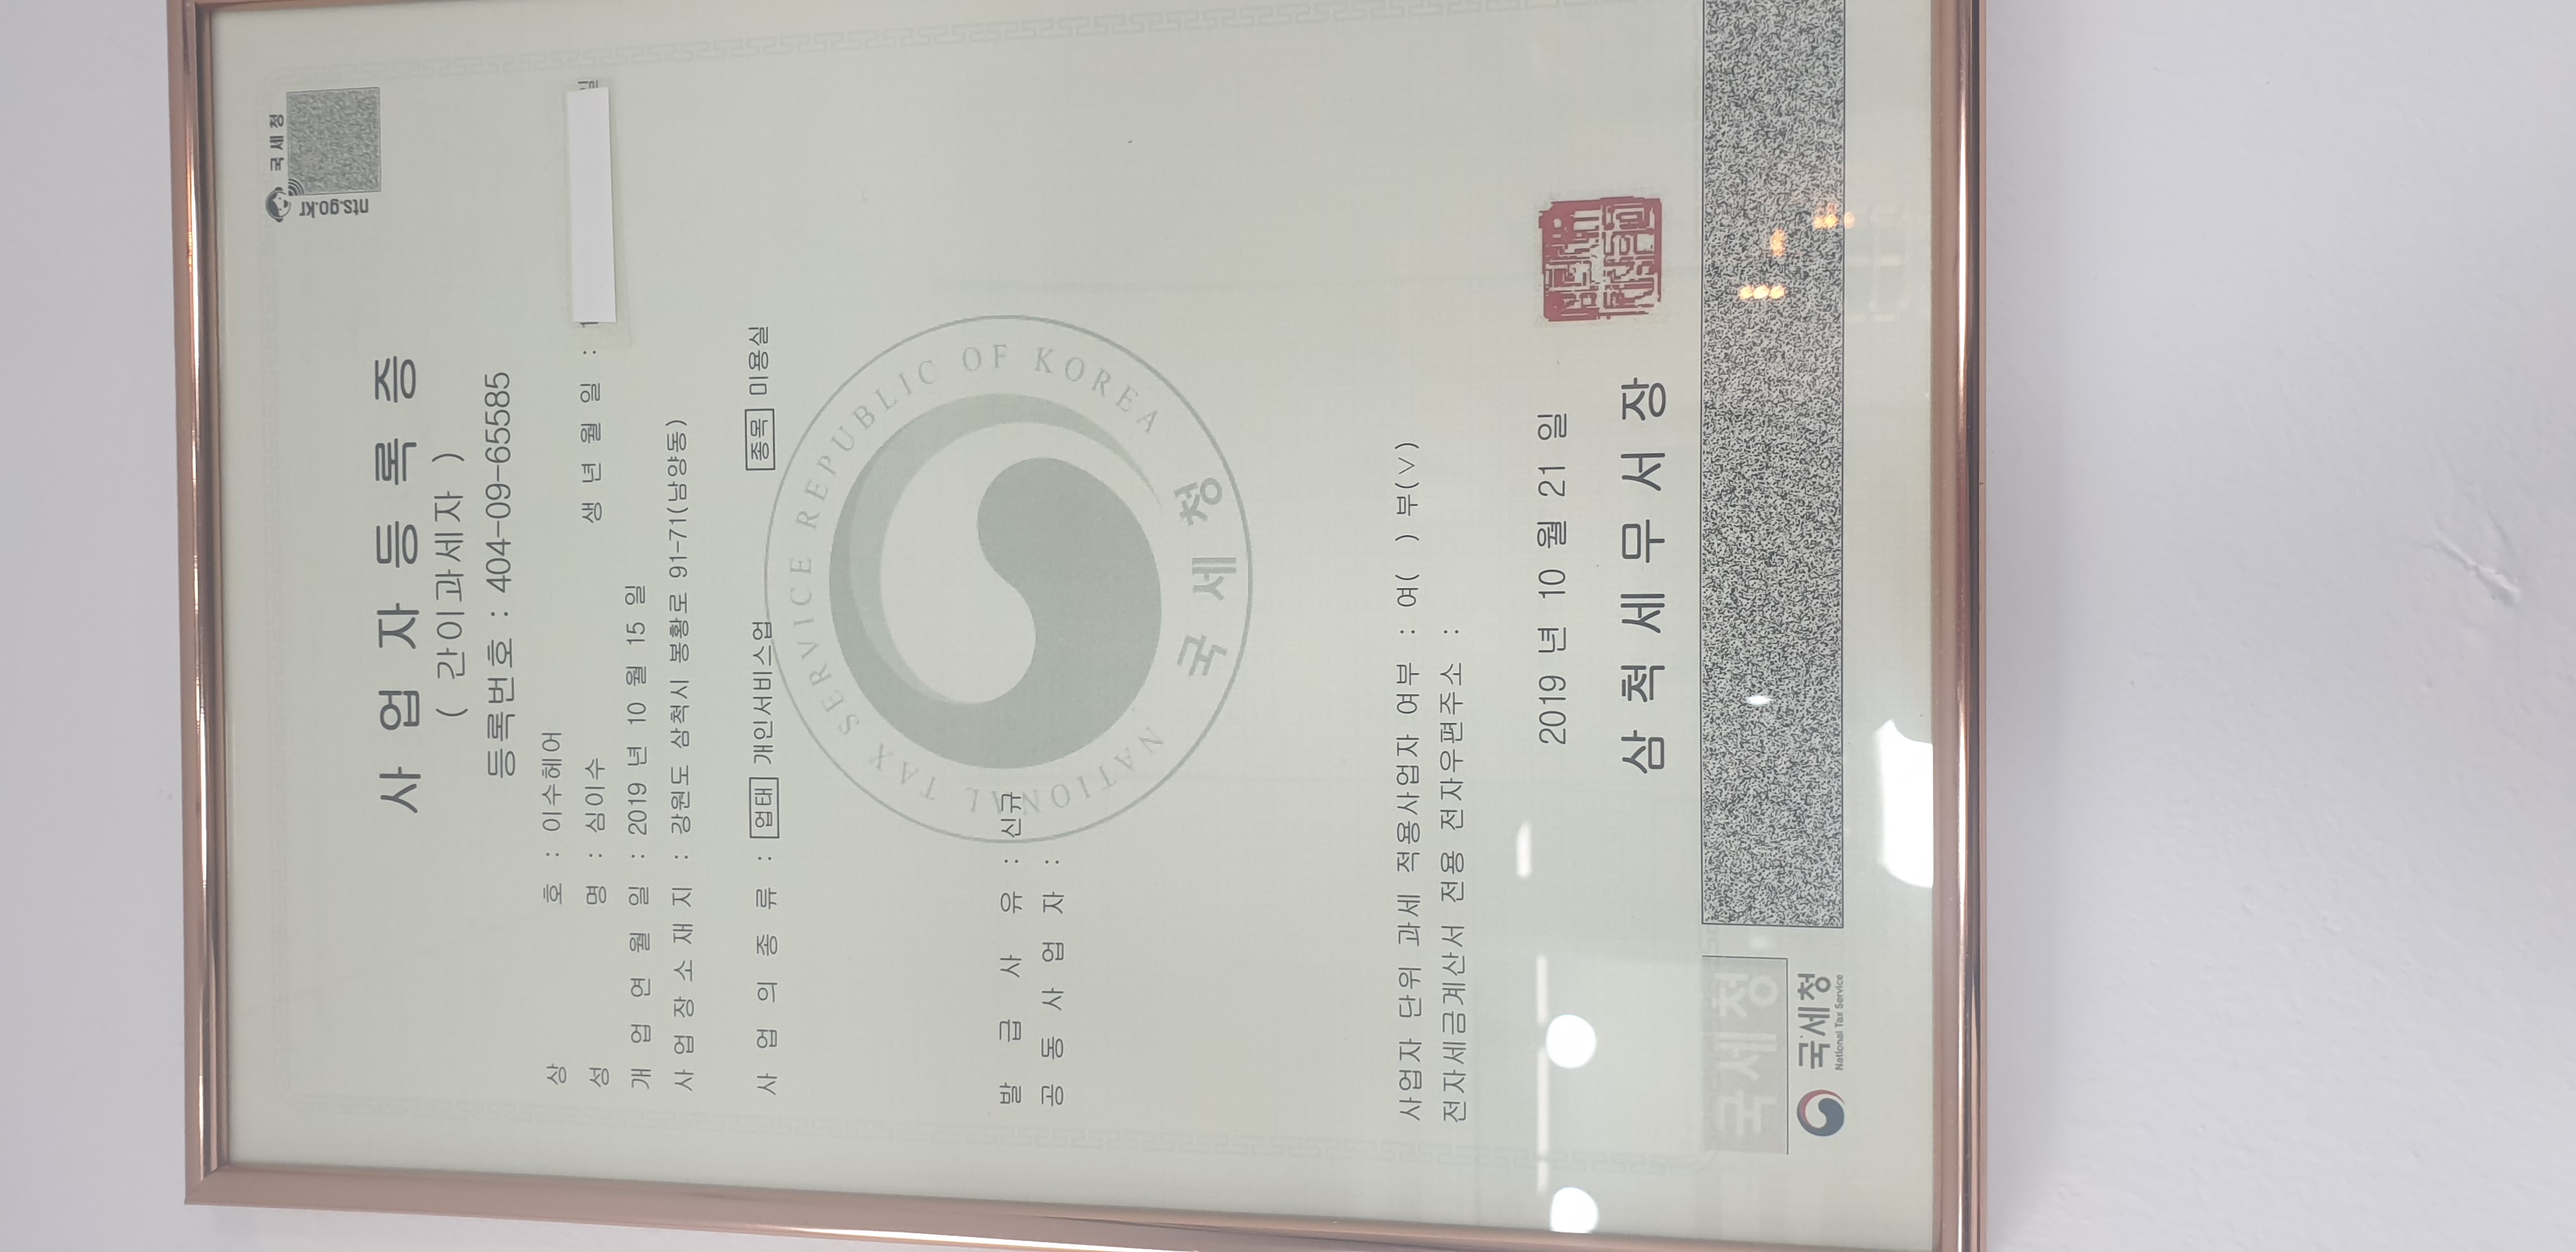 국세청
nts.go.kr
사업자등록증
( 간이과세자 )
등록번호 : 404-09-65585
상 호 : 이수헤어
성 명 : 심이수 생 년 월 일 :
개 업 연 월 일 : 2019 년 10 월 15 일
사 업 장 소 재 지 : 강원도 삼척시 봉황로 91-71(남양동)
사 업 의 종 류 : 업태 개인서비스업 종목 미용실
NATIONAL TAX SERVICE REPUBLIC OF KOREA
국세청
발 급 사 유 : 신규
공 동 사 업 자 :
사업자 단위 과세 적용사업자 여부 : 여( ) 부(∨)
전자세금계산서 전용 전자우편주소 :
2019 년 10 월 21 일
삼척세무서장
국세청
국세청
National Tax Service